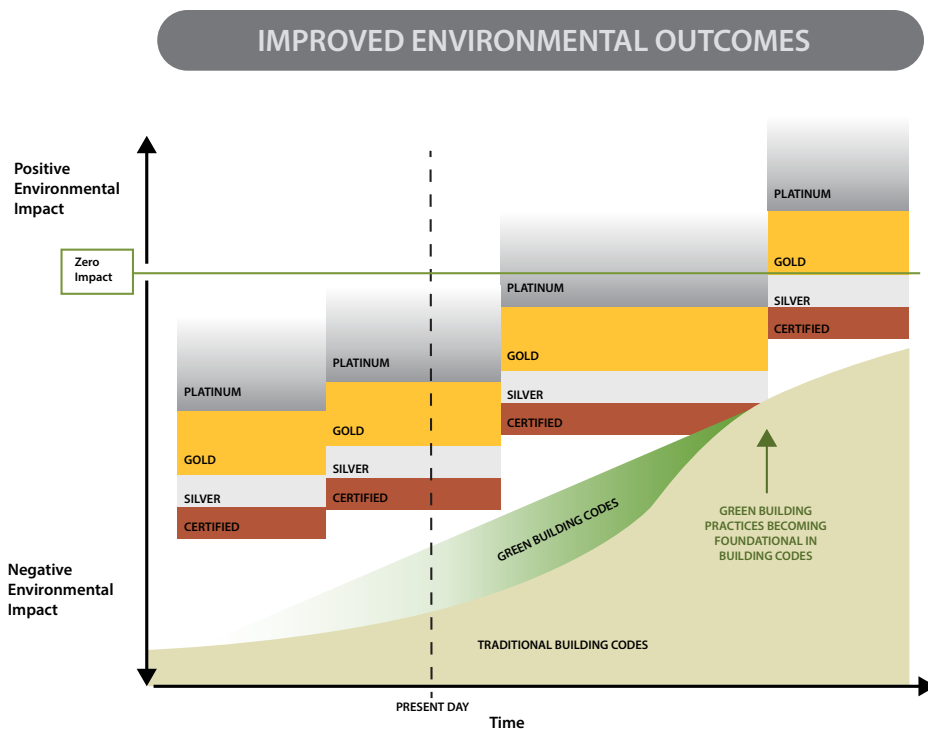 IMPROVED ENVIRONMENTAL OUTCOMES
Positive
Environmental
Impact
Zero
Impact
Negative
Environmental
Impact
PLATINUM
GOLD
SILVER
CERTIFIED
PLATINUM
GOLD
SILVER
CERTIFIED
PLATINUM
GOLD
SILVER
CERTIFIED
PLATINUM
GOLD
SILVER
CERTIFIED
GREEN BUILDING CODES
GREEN BUILDING
PRACTICES BECOMING
FOUNDATIONAL IN
BUILDING CODES
TRADITIONAL BUILDING CODES
PRESENT DAY
Time